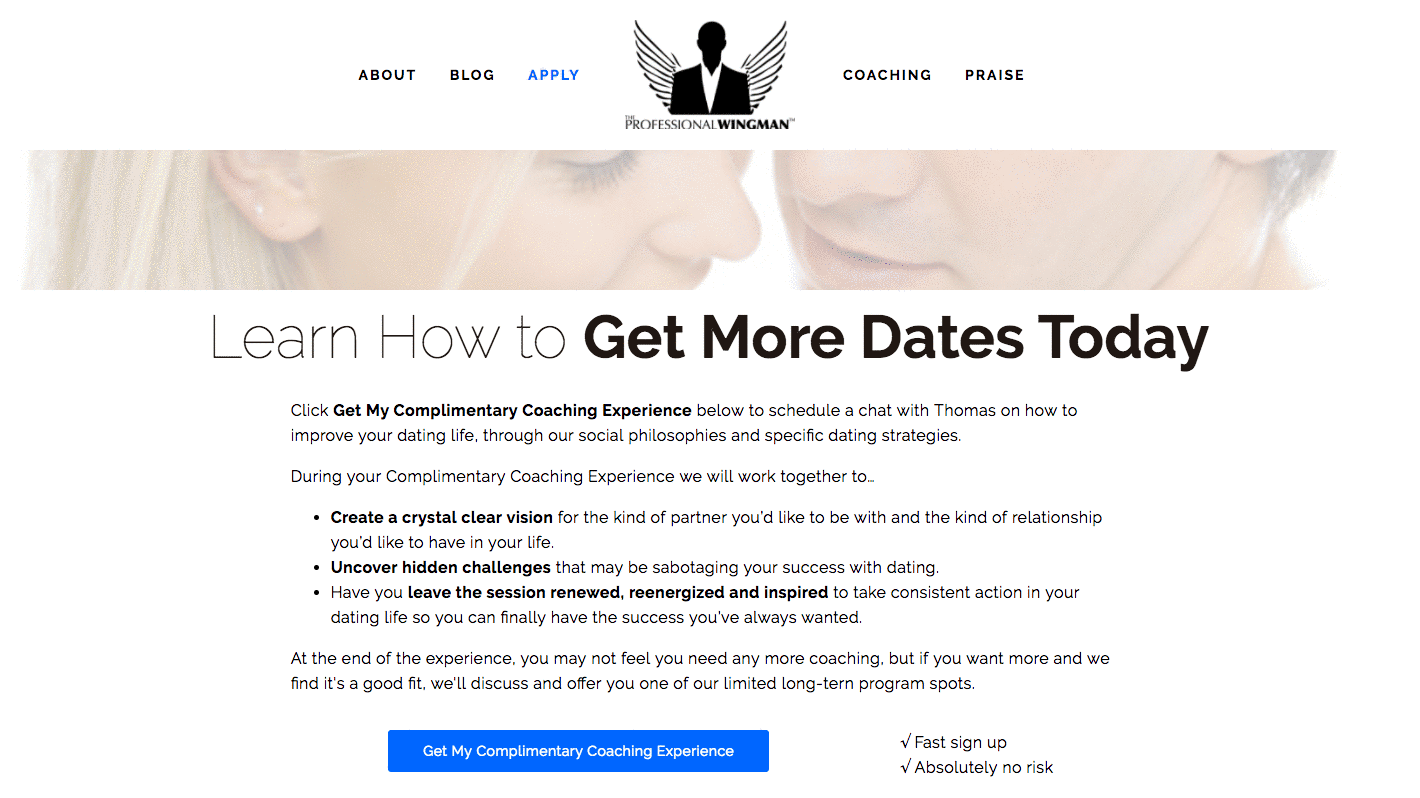 ABOUT BLOG APPLY COACHING PRAISE
THE PROFESSIONALWINGMAN™
Learn How to Get More Dates Today
Click Get My Complimentary Coaching Experience below to schedule a chat with Thomas on how to
improve your dating life, through our social philosophies and specific dating strategies.
During your Complimentary Coaching Experience we will work together to…
• Create a crystal clear vision for the kind of partner you'd like to be with and the kind of relationship
you'd like to have in your life.
• Uncover hidden challenges that may be sabotaging your success with dating.
• Have you leave the session renewed, reenergized and inspired to take consistent action in your
dating life so you can finally have the success you've always wanted.
At the end of the experience, you may not feel you need any more coaching, but if you want more and we
find it's a good fit, we'll discuss and offer you one of our limited long-tern program spots.
Get My Complimentary Coaching Experience
√ Fast sign up
√ Absolutely no risk